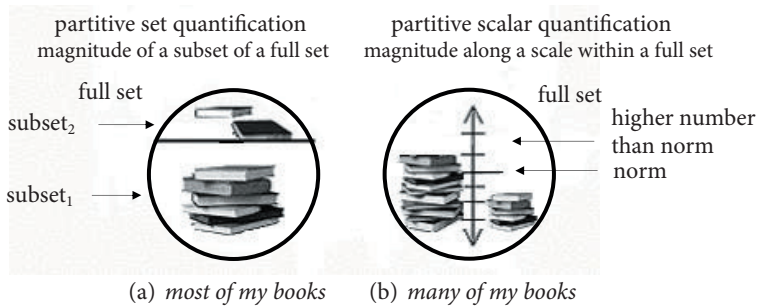 partitive set quantification
magnitude of a subset of a full set
full set
subset₂
subset₁
(a) most of my books
partitive scalar quantification
magnitude along a scale within a full set
full set
higher number
than norm
norm
(b) many of my books